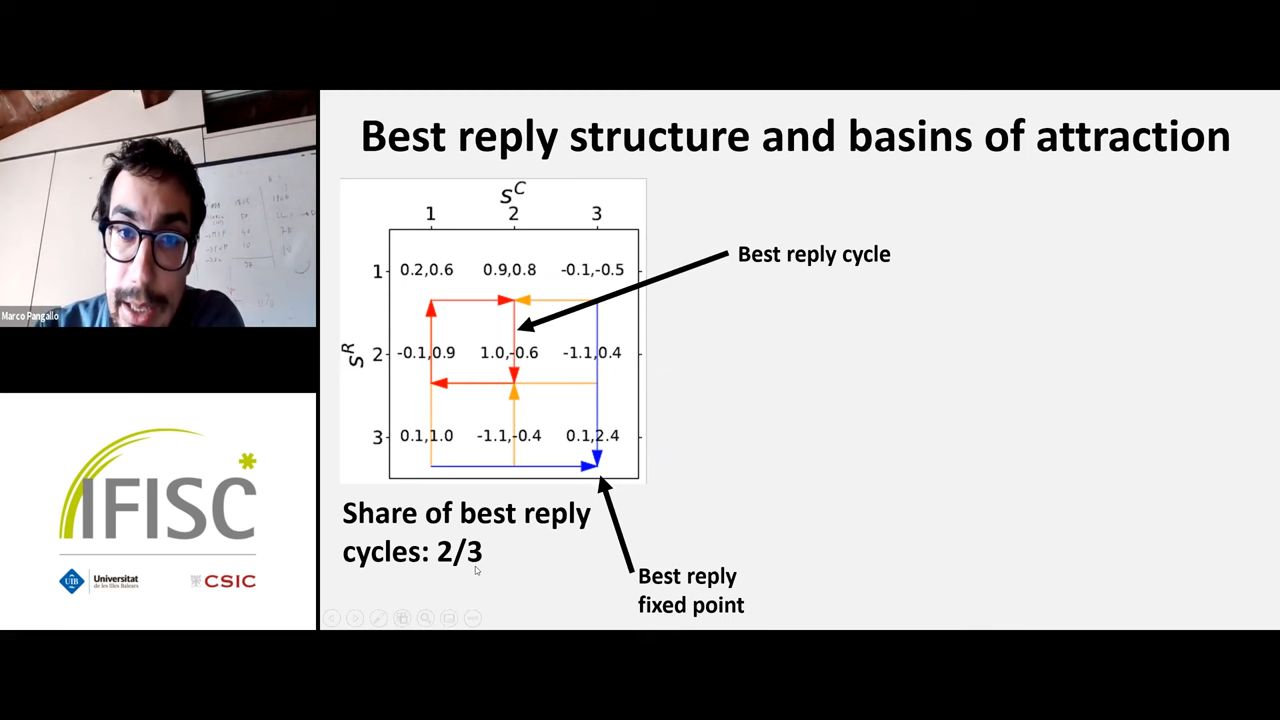 Best reply structure and basins of attraction
s^C
1 2 3
1 0.2,0.6 0.9,0.8 -0.1,-0.5
Best reply cycle
s^R
2 -0.1,0.9 1.0,-0.6 -1.1,0.4
3 0.1,1.0 -1.1,-0.4 0.1,2.4
Share of best reply
cycles: 2/3
Best reply
fixed point
Marco Pangallo
IFISC
UIB
Universitat
de les Illes Balears
CSIC